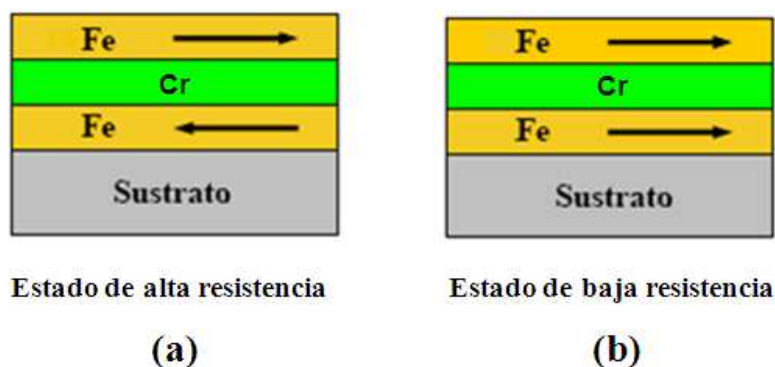 Fe
Cr
Fe
Sustrato
Estado de alta resistencia
(a)
Fe
Cr
Fe
Sustrato
Estado de baja resistencia
(b)